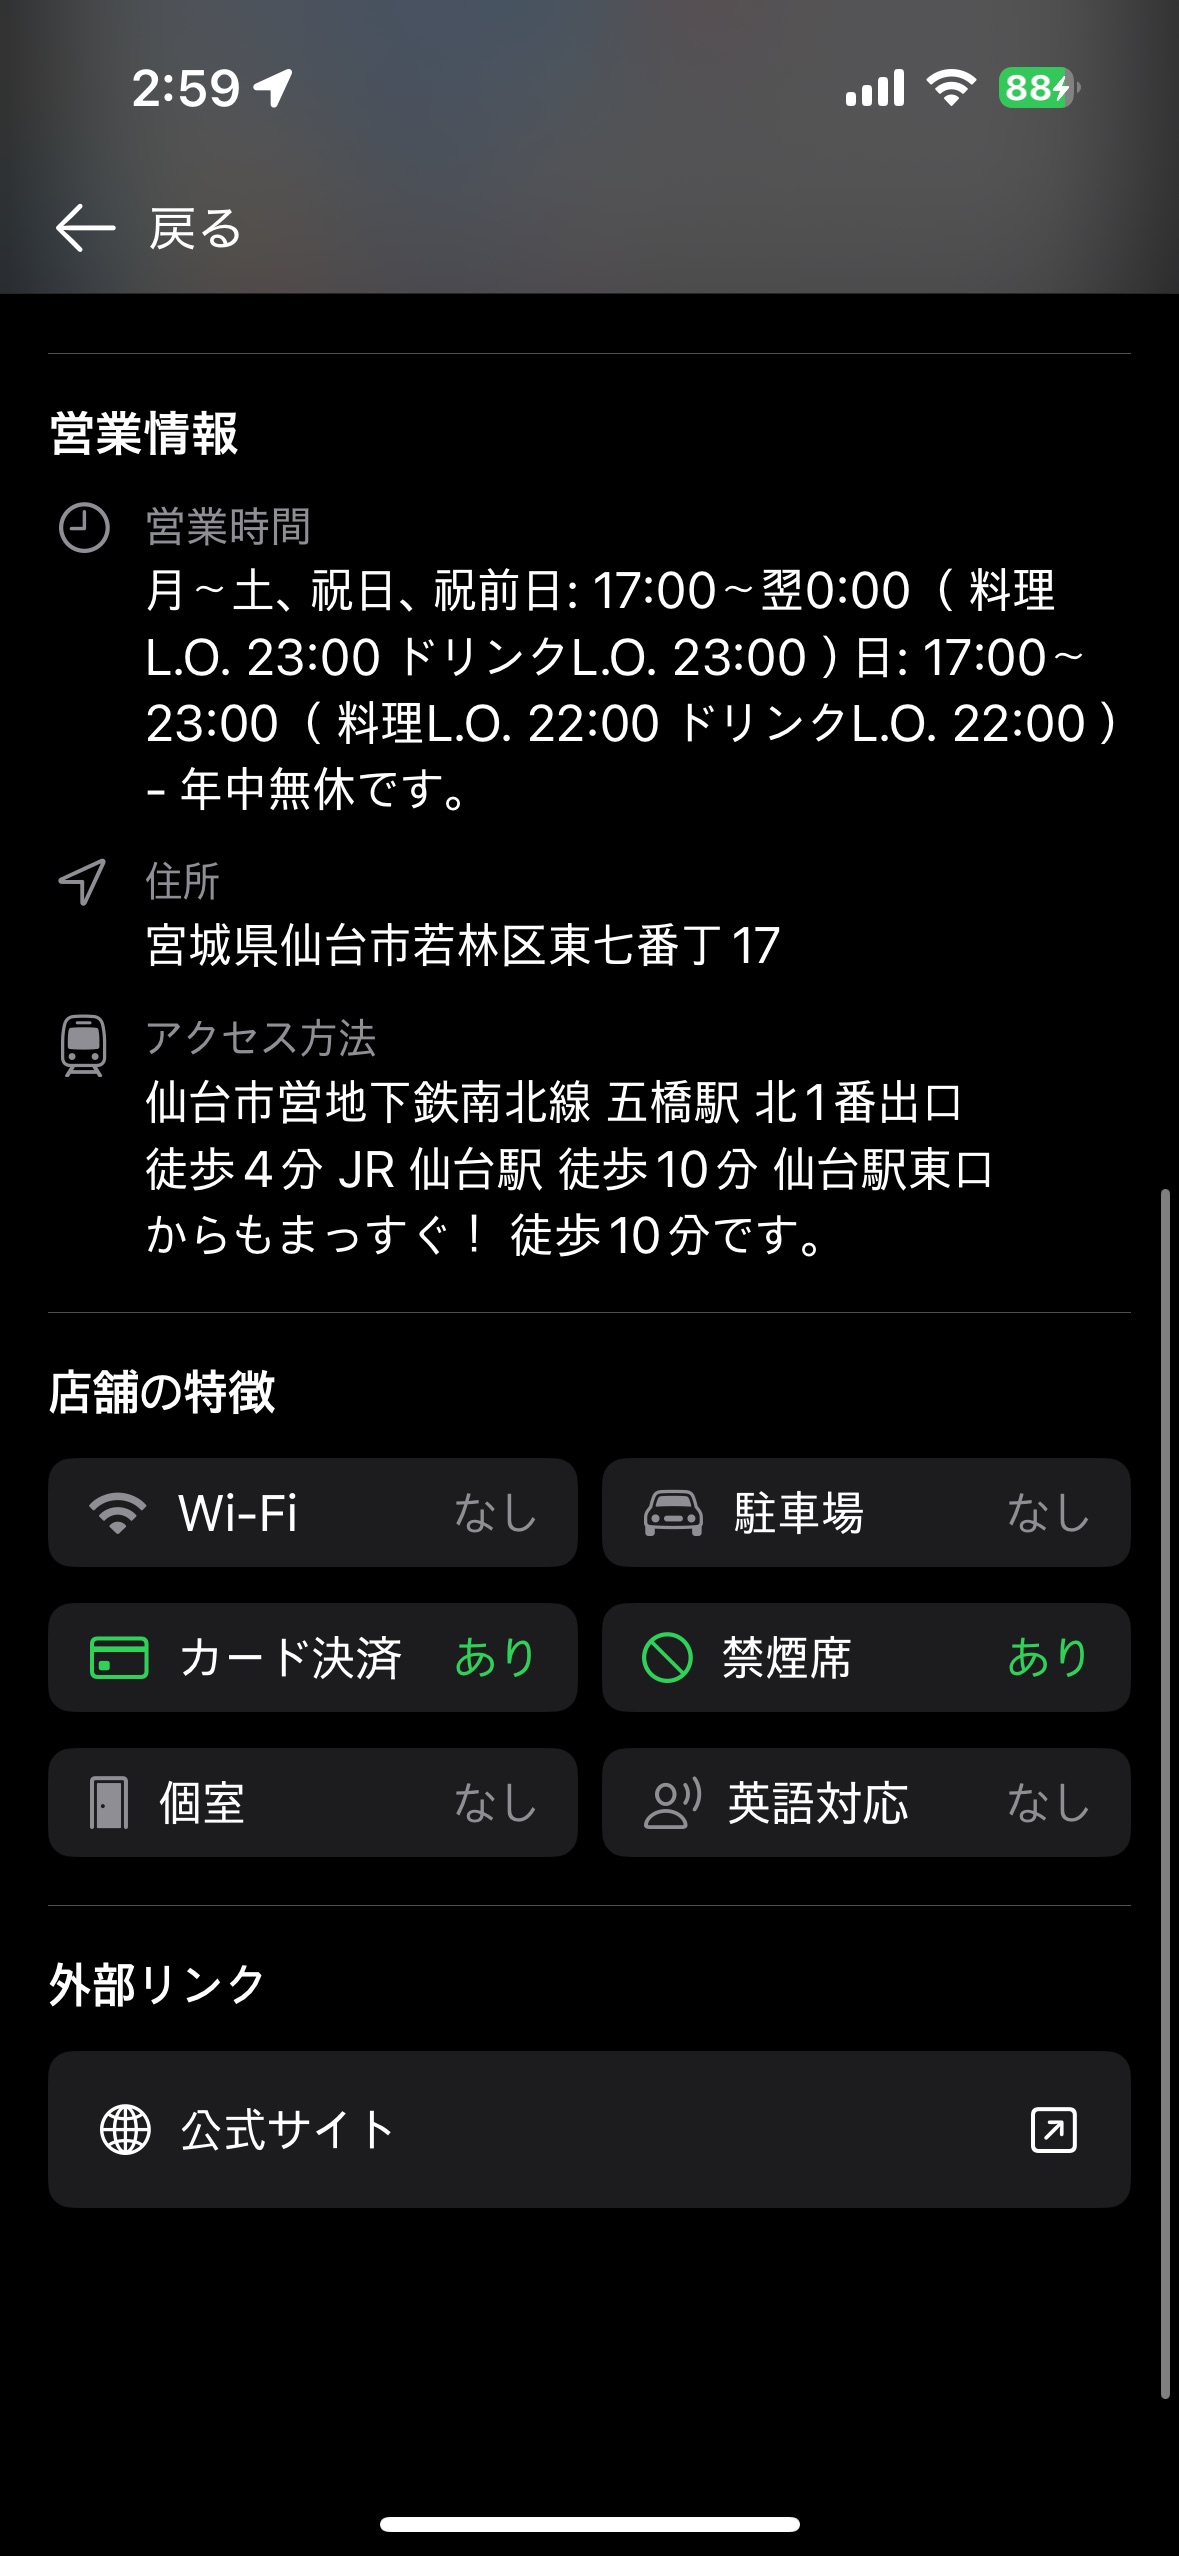 2:59
88
戻る
営業情報
営業時間
月～土、祝日、祝前日: 17:00～翌0:00 （ 料理
L.O. 23:00 ドリンクL.O. 23:00 ）日: 17:00～
23:00 （ 料理L.O. 22:00 ドリンクL.O. 22:00 ）
- 年中無休です。
住所
宮城県仙台市若林区東七番丁17
アクセス方法
仙台市営地下鉄南北線 五橋駅 北1番出口
徒歩4分 JR 仙台駅 徒歩10分 仙台駅東口
からもまっすぐ！ 徒歩10分です。
店舗の特徴
Wi-Fi なし 駐車場 なし
カード決済 あり 禁煙席 あり
個室 なし 英語対応 なし
外部リンク
公式サイト